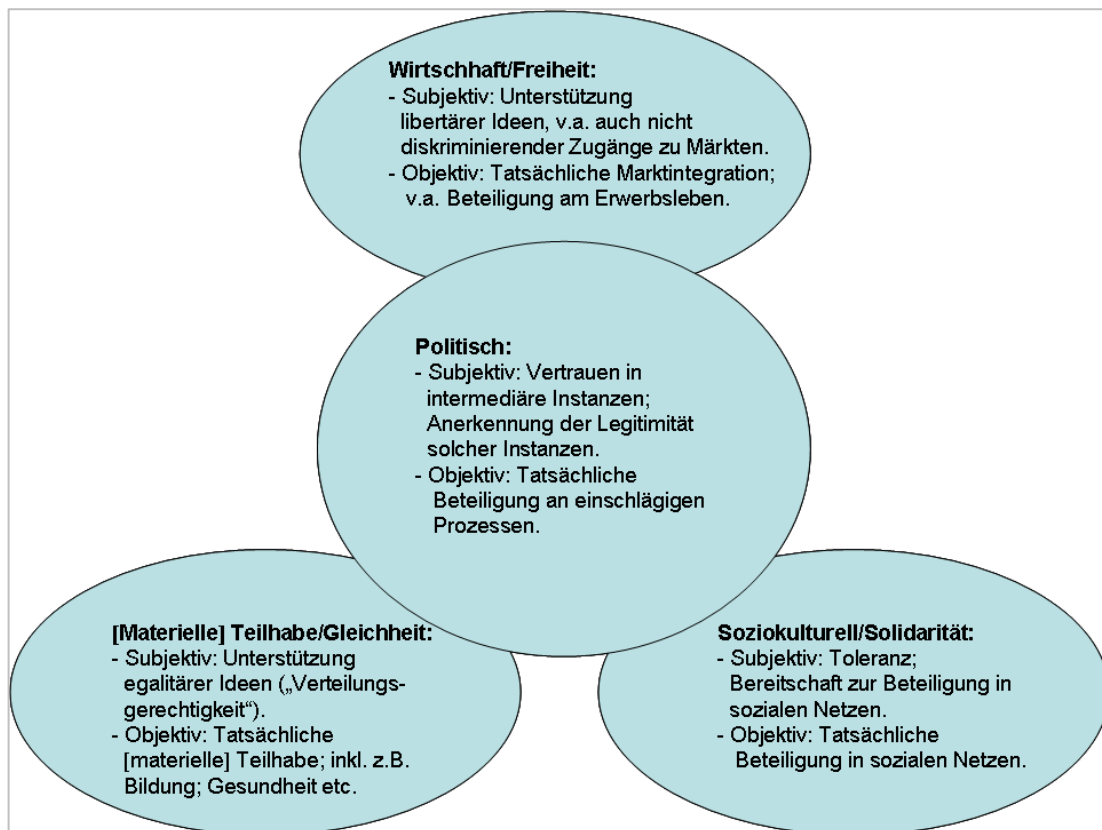 Wirtschhaft/Freiheit:
- Subjektiv: Unterstützung
libertärer Ideen, v.a. auch nicht
diskriminierender Zugänge zu Märkten.
- Objektiv: Tatsächliche Marktintegration;
v.a. Beteiligung am Erwerbsleben.
Politisch:
- Subjektiv: Vertrauen in
intermediäre Instanzen;
Anerkennung der Legitimität
solcher Instanzen.
- Objektiv: Tatsächliche
Beteiligung an einschlägigen
Prozessen.
[Materielle] Teilhabe/Gleichheit:
- Subjektiv: Unterstützung
egalitärer Ideen („Verteilungs-
gerechtigkeit“).
- Objektiv: Tatsächliche
[materielle] Teilhabe; inkl. z.B.
Bildung; Gesundheit etc.
Soziokulturell/Solidarität:
- Subjektiv: Toleranz;
Bereitschaft zur Beteiligung in
sozialen Netzen.
- Objektiv: Tatsächliche
Beteiligung in sozialen Netzen.